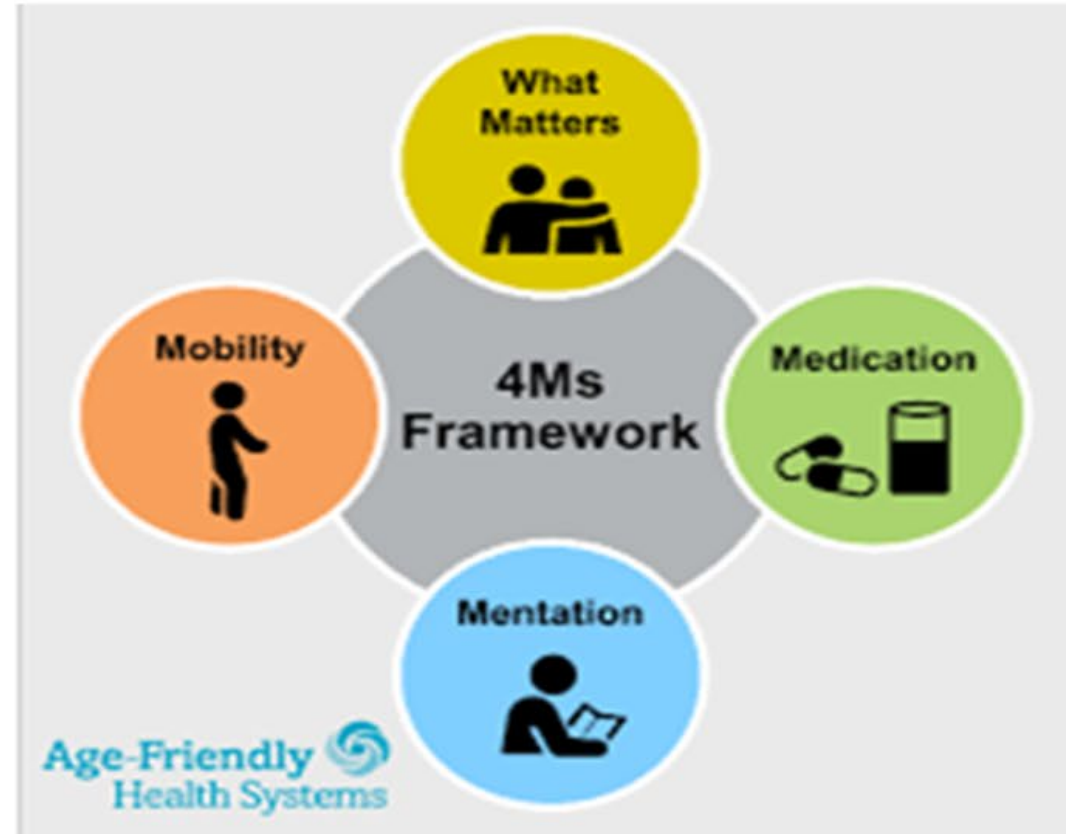 What
Matters
Mobility
4Ms
Framework
Medication
Mentation
Age-Friendly
Health Systems